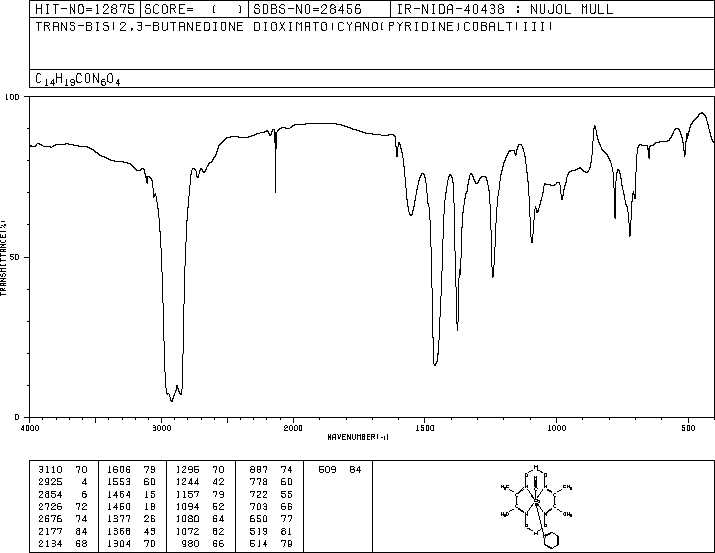 HIT-NO=12875 SCORE= ( ) SDBS-NO=28456 IR-NIDA-40438 : NUJOL MULL
TRANS-BIS(2,3-BUTANEDIONE DIOXIMATO)CYANO(PYRIDINE)COBALT(III)
C14H19CON6O4
100
50
0
TRANSMITTANCE(%)
4000 3000 2000 1500 1000 500
WAVENUMBER(-1)
3110 70 1606 79 1296 70 887 74 509 84
2925 4 1553 60 1244 42 778 60
2854 6 1464 15 1157 79 722 55
2726 72 1460 18 1094 52 703 66
2676 74 1377 26 1080 64 650 77
2177 84 1368 49 1072 62 519 81
2134 68 1304 70 980 66 514 79